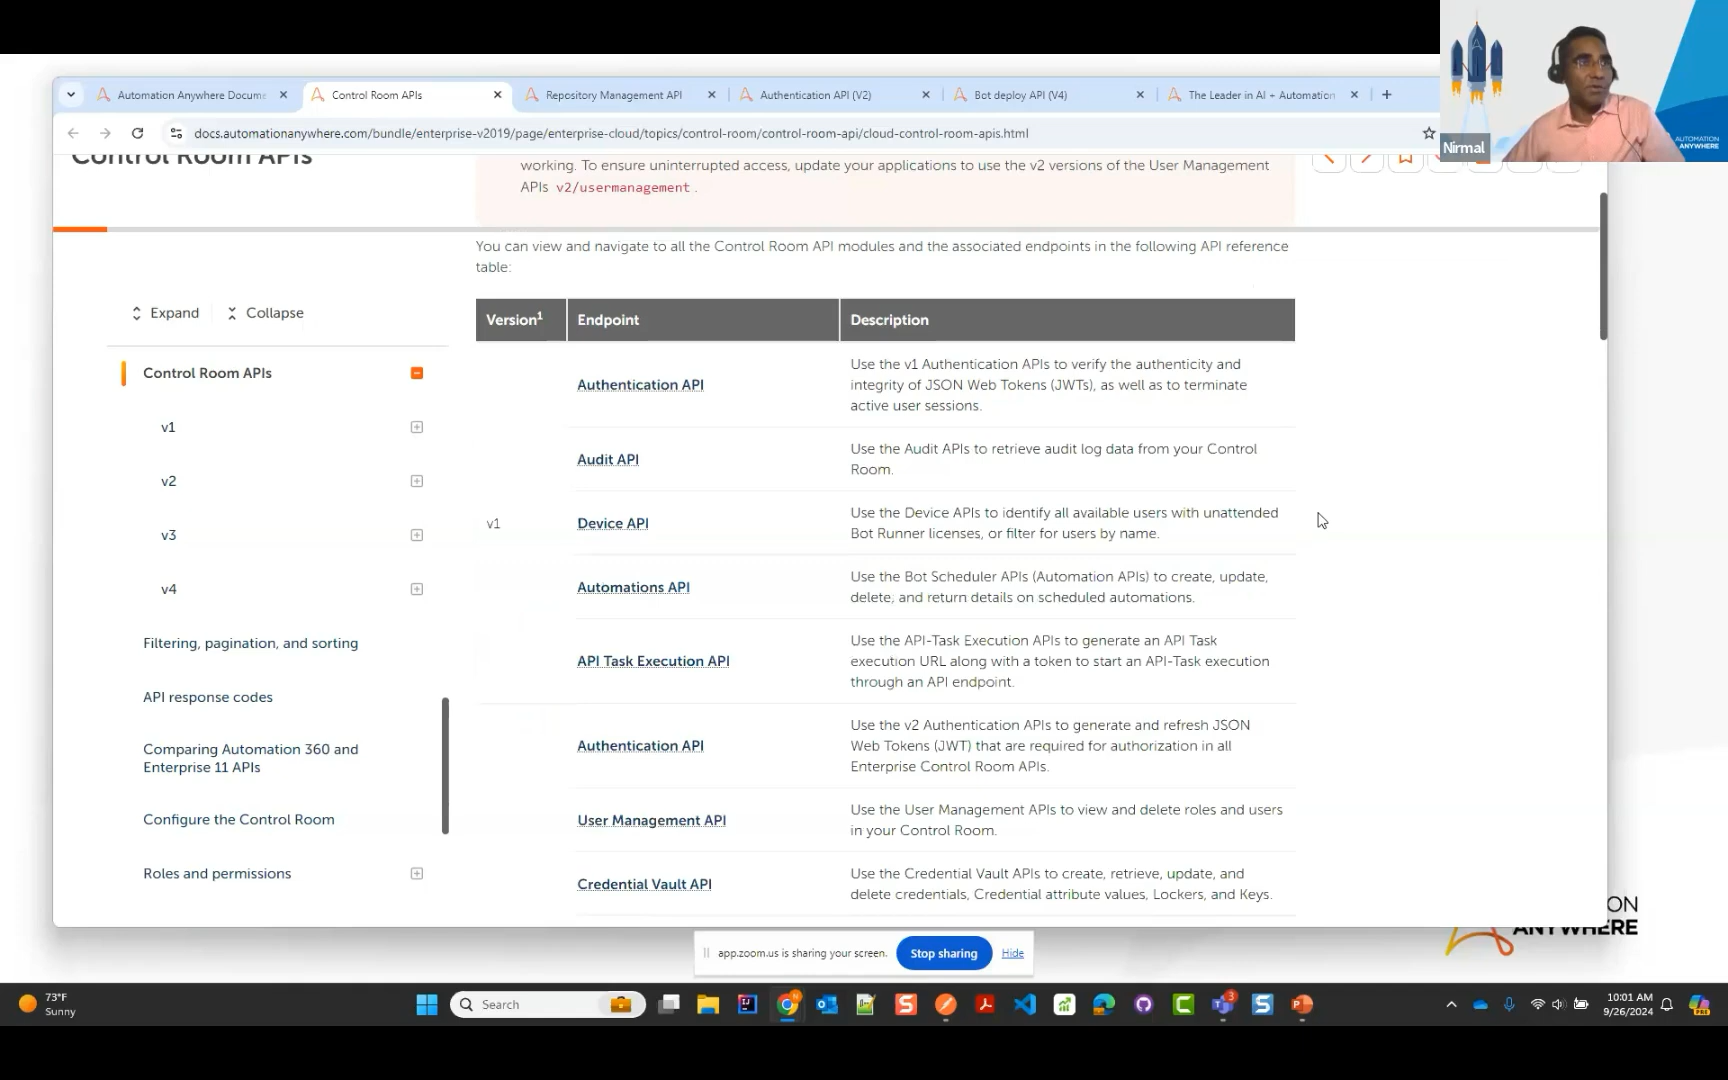 Nirmal
AUTOMATION
ANYWHERE
Automation Anywhere Docume
Control Room APIs
Repository Management API
Authentication API (V2)
Bot deploy API (V4)
The Leader in AI + Automation
docs.automationanywhere.com/bundle/enterprise-v2019/page/enterprise-cloud/topics/control-room/control-room-api/cloud-control-room-apis.html
Control Room APIs
working. To ensure uninterrupted access, update your applications to use the v2 versions of the User Management
APIs v2/usermanagement .
You can view and navigate to all the Control Room API modules and the associated endpoints in the following API reference
table:
Expand
Collapse
Control Room APIs
v1
v2
v3
v4
Filtering, pagination, and sorting
API response codes
Comparing Automation 360 and
Enterprise 11 APIs
Configure the Control Room
Roles and permissions
Version1
Endpoint
Description
v1
Authentication API
Use the v1 Authentication APIs to verify the authenticity and
integrity of JSON Web Tokens (JWTs), as well as to terminate
active user sessions.
Audit API
Use the Audit APIs to retrieve audit log data from your Control
Room.
Device API
Use the Device APIs to identify all available users with unattended
Bot Runner licenses, or filter for users by name.
Automations API
Use the Bot Scheduler APIs (Automation APIs) to create, update,
delete, and return details on scheduled automations.
API Task Execution API
Use the API-Task Execution APIs to generate an API Task
execution URL along with a token to start an API-Task execution
through an API endpoint.
Authentication API
Use the v2 Authentication APIs to generate and refresh JSON
Web Tokens (JWT) that are required for authorization in all
Enterprise Control Room APIs.
User Management API
Use the User Management APIs to view and delete roles and users
in your Control Room.
Credential Vault API
Use the Credential Vault APIs to create, retrieve, update, and
delete credentials, Credential attribute values, Lockers, and Keys.
ON
ANYWHERE
app.zoom.us is sharing your screen.
Stop sharing
Hide
73°F
Sunny
Search
10:01 AM
9/26/2024